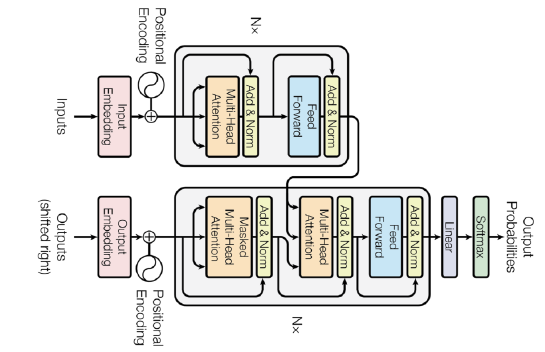 Nx
Positional
Encoding
Inputs
Input
Embedding
Multi-Head
Attention
Add & Norm
Feed
Forward
Add & Norm
Outputs
(shifted right)
Output
Embedding
Positional
Encoding
Masked
Multi-Head
Attention
Add & Norm
Multi-Head
Attention
Add & Norm
Feed
Forward
Add & Norm
Nx
Linear
Softmax
Output
Probabilities